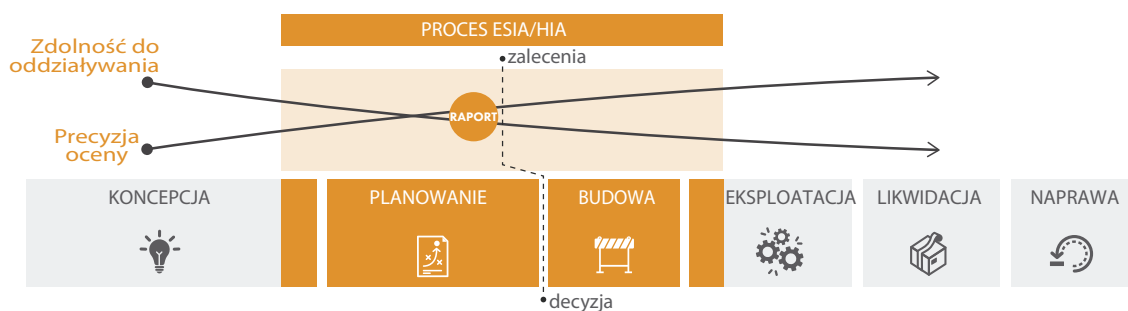 PROCES ESIA/HIA
Zdolność do
oddziaływania
zalecenia
RAPORT
Precyzja
oceny
KONCEPCJA
PLANOWANIE
BUDOWA
EKSPLOATACJA
LIKWIDACJA
NAPRAWA
decyzja